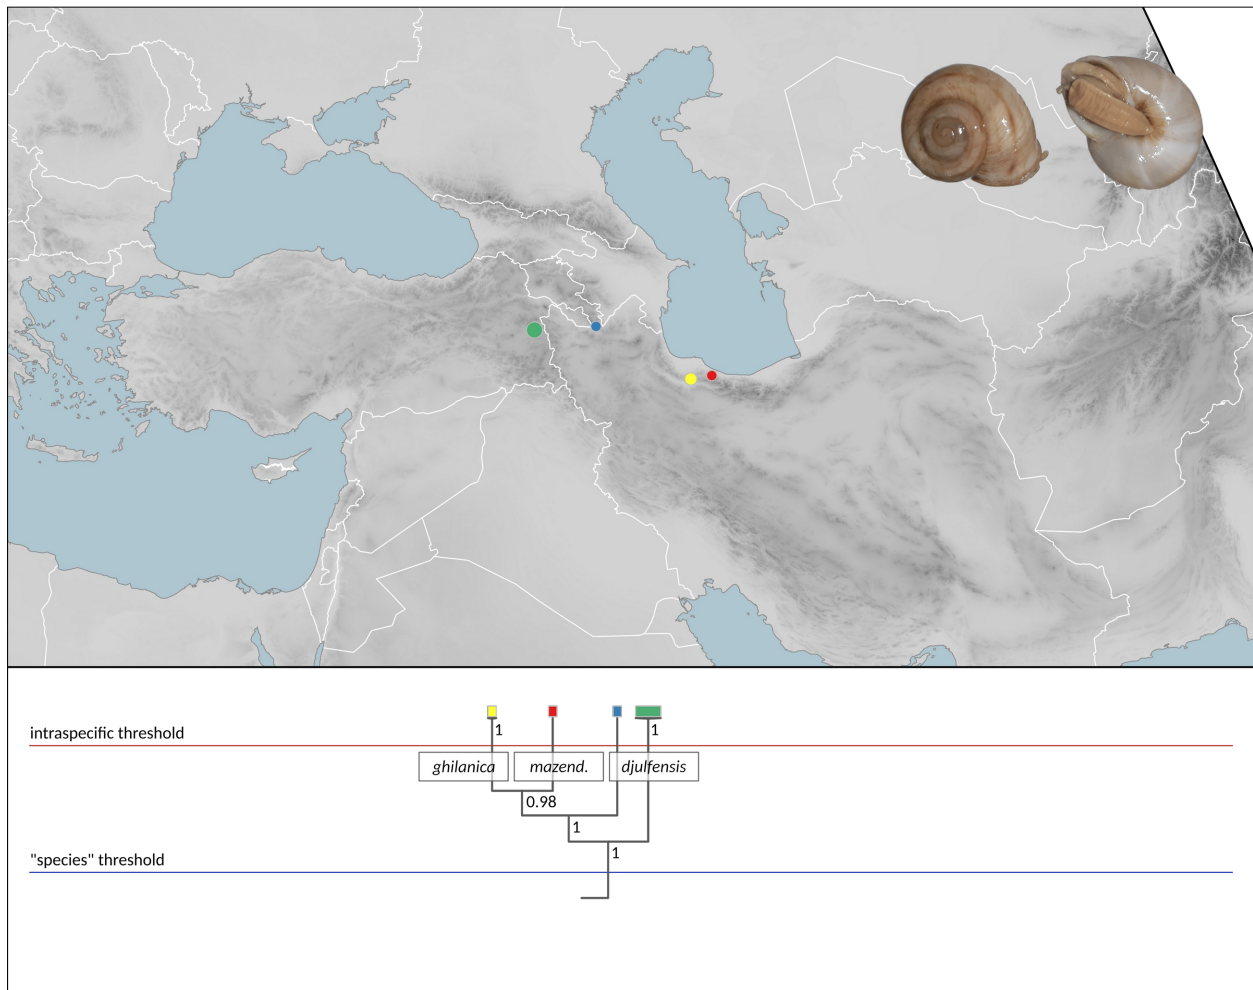 1
1
intraspecific threshold
ghilanica
mazend.
djulfensis
0.98
1
1
"species" threshold